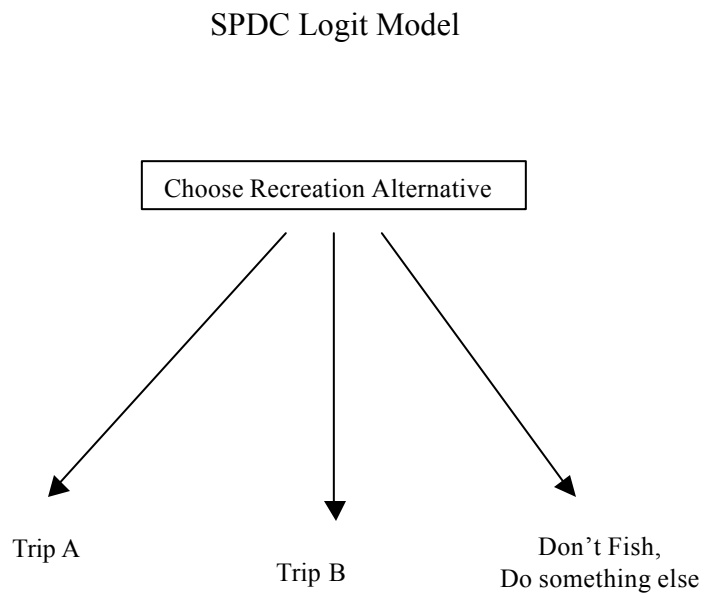 SPDC Logit Model
Choose Recreation Alternative
Trip A
Trip B
Don’t Fish,
Do something else